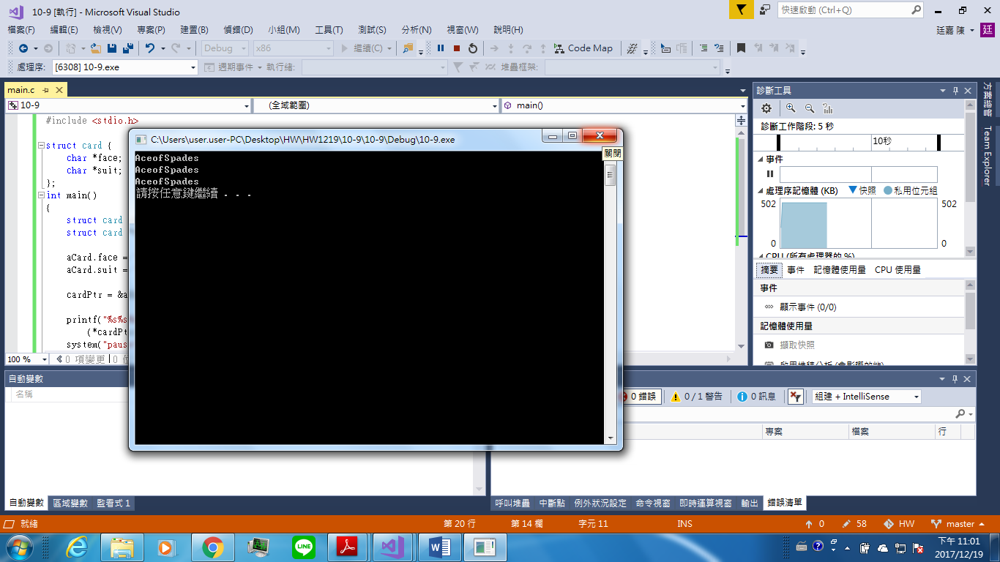 10-9 [執行] - Microsoft Visual Studio
快速啟動 (Ctrl+Q)
檔案(F) 編輯(E) 檢視(V) 專案(P) 建置(B) 偵錯(D) 小組(M) 工具(T) 測試(S) 分析(N) 視窗(W) 說明(H)
廷嘉 陳 廷
Debug x86 繼續(C) Code Map
處理序: [6308] 10-9.exe 週期事件 執行緒: 堆疊框架:
main.c
10-9 (全域範圍) main()
#include <stdio.h>
struct card {
char *face;
char *suit;
};
int main()
{
struct card
struct card
aCard.face =
aCard.suit =
cardPtr = &a
printf("%s%s
(*cardPt
system("paus
100 % 0 項變更 0
C:\Users\user.user-PC\Desktop\HW\HW1219\10-9\10-9\Debug\10-9.exe
關閉
AceofSpades
AceofSpades
AceofSpades
請按任意鍵繼續 . . .
診斷工具
診斷工作階段: 5 秒
10秒
事件
處理序記憶體 (KB) 快照 私用位元組
502 502
0 0
CPU (所有處理器的 %)
摘要 事件 記憶體使用量 CPU 使用量
事件
顯示事件 (0/0)
記憶體使用量
擷取快照
啟用堆積分析 (會影響效能)
方案總管
Team Explorer
自動變數
名稱
自動變數 區域變數 監看式 1
0 錯誤 0 / 1 警告 0 訊息 組建 + IntelliSense
專案 檔案 行
呼叫堆疊 中斷點 例外狀況設定 命令視窗 即時運算視窗 輸出 錯誤清單
就緒 第 20 行 第 14 欄 字元 11 INS 0 58 HW master
LINE
下午 11:01
2017/12/19